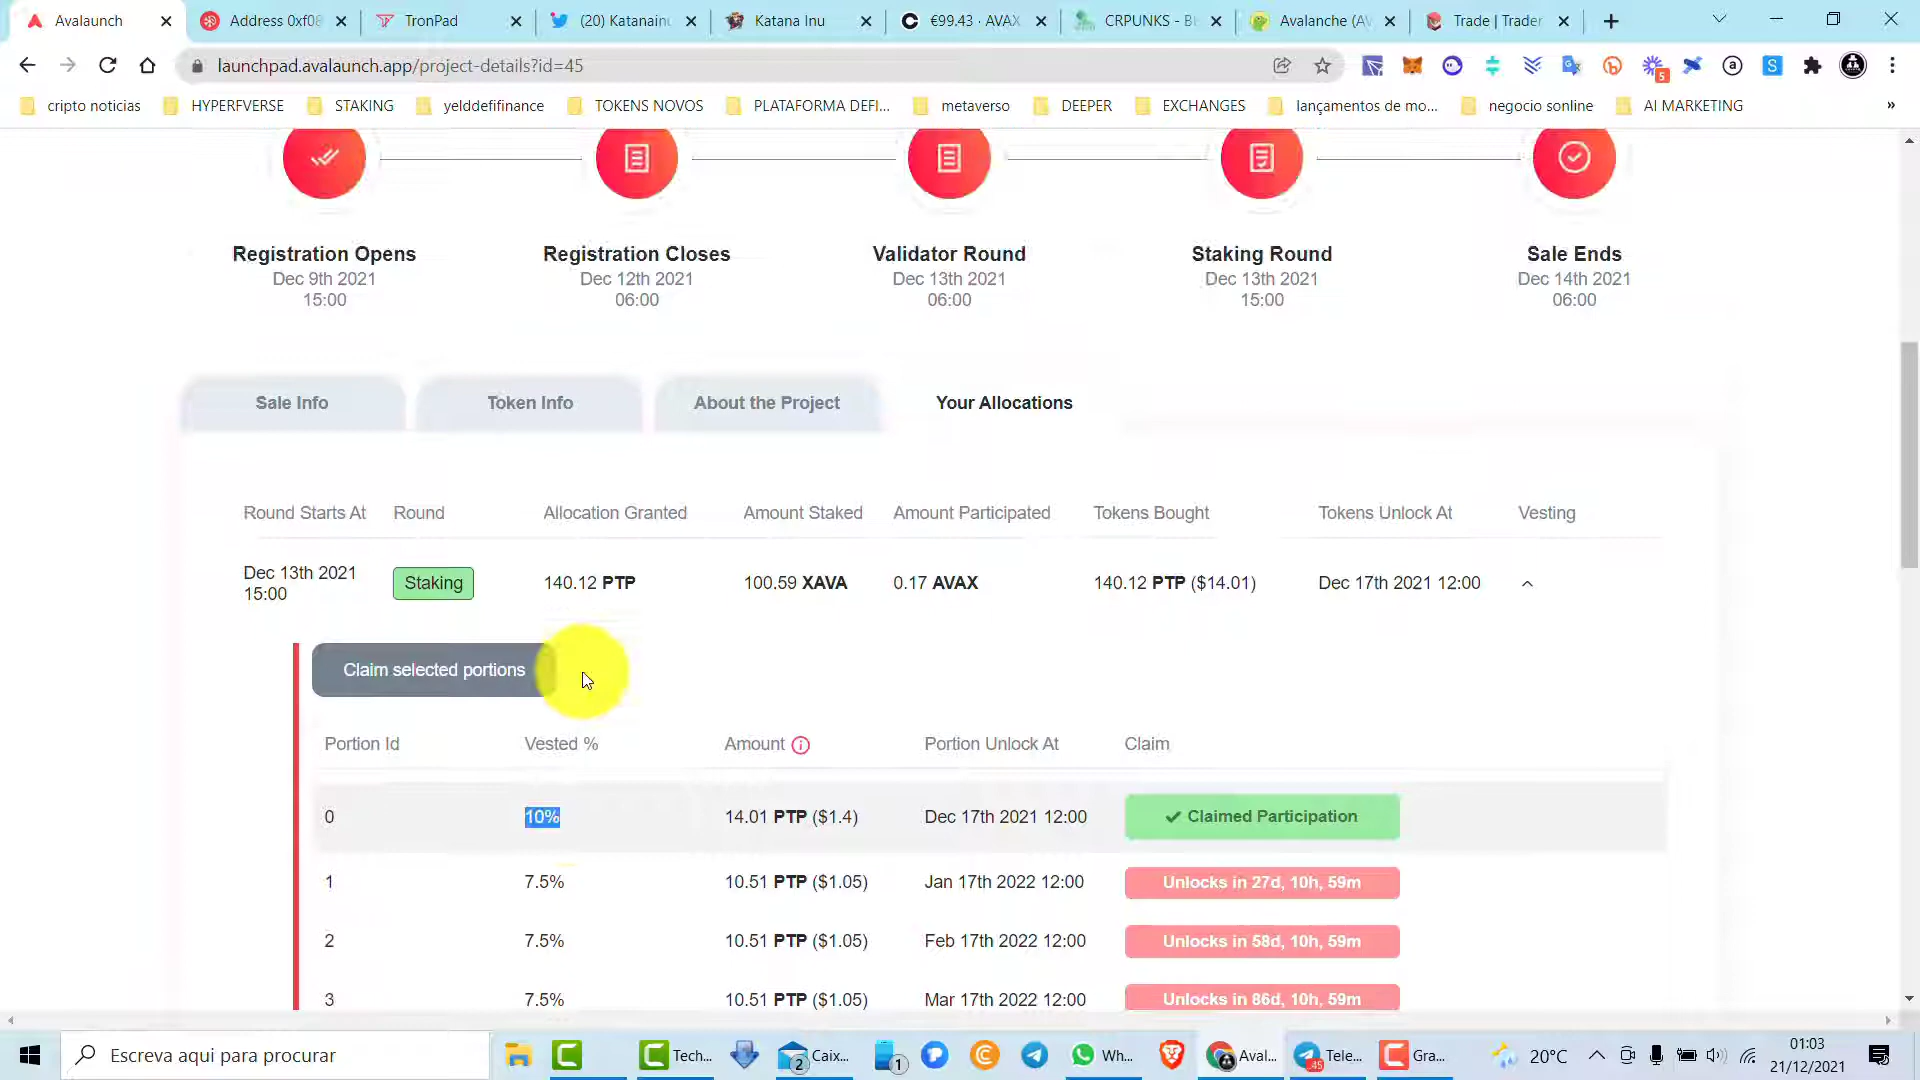 Avalaunch
Address 0xf08
TronPad
(20) Katanainu
Katana Inu
€99.43 · AVAX
CRPUNKS - B
Avalanche (AV
Trade | Trader
launchpad.avalaunch.app/project-details?id=45
5
cripto noticias
HYPERFVERSE
STAKING
yelddefifinance
TOKENS NOVOS
PLATAFORMA DEFI...
metaverso
DEEPER
EXCHANGES
lançamentos de mo...
negocio sonline
AI MARKETING
»
Registration Opens
Dec 9th 2021
15:00
Registration Closes
Dec 12th 2021
06:00
Validator Round
Dec 13th 2021
06:00
Staking Round
Dec 13th 2021
15:00
Sale Ends
Dec 14th 2021
06:00
Sale Info
Token Info
About the Project
Your Allocations
Round Starts At Round Allocation Granted Amount Staked Amount Participated Tokens Bought Tokens Unlock At Vesting
Dec 13th 2021
15:00
Staking
140.12 PTP
100.59 XAVA
0.17 AVAX
140.12 PTP ($14.01)
Dec 17th 2021 12:00
Claim selected portions
Portion Id Vested % Amount Portion Unlock At Claim
0 10% 14.01 PTP ($1.4) Dec 17th 2021 12:00 Claimed Participation
1 7.5% 10.51 PTP ($1.05) Jan 17th 2022 12:00 Unlocks in 27d, 10h, 59m
2 7.5% 10.51 PTP ($1.05) Feb 17th 2022 12:00 Unlocks in 58d, 10h, 59m
3 7.5% 10.51 PTP ($1.05) Mar 17th 2022 12:00 Unlocks in 86d, 10h, 59m
Escreva aqui para procurar
Tech...
2
Caix...
1
Wh...
Aval...
45
Tele...
Gra...
20°C
01:03
21/12/2021